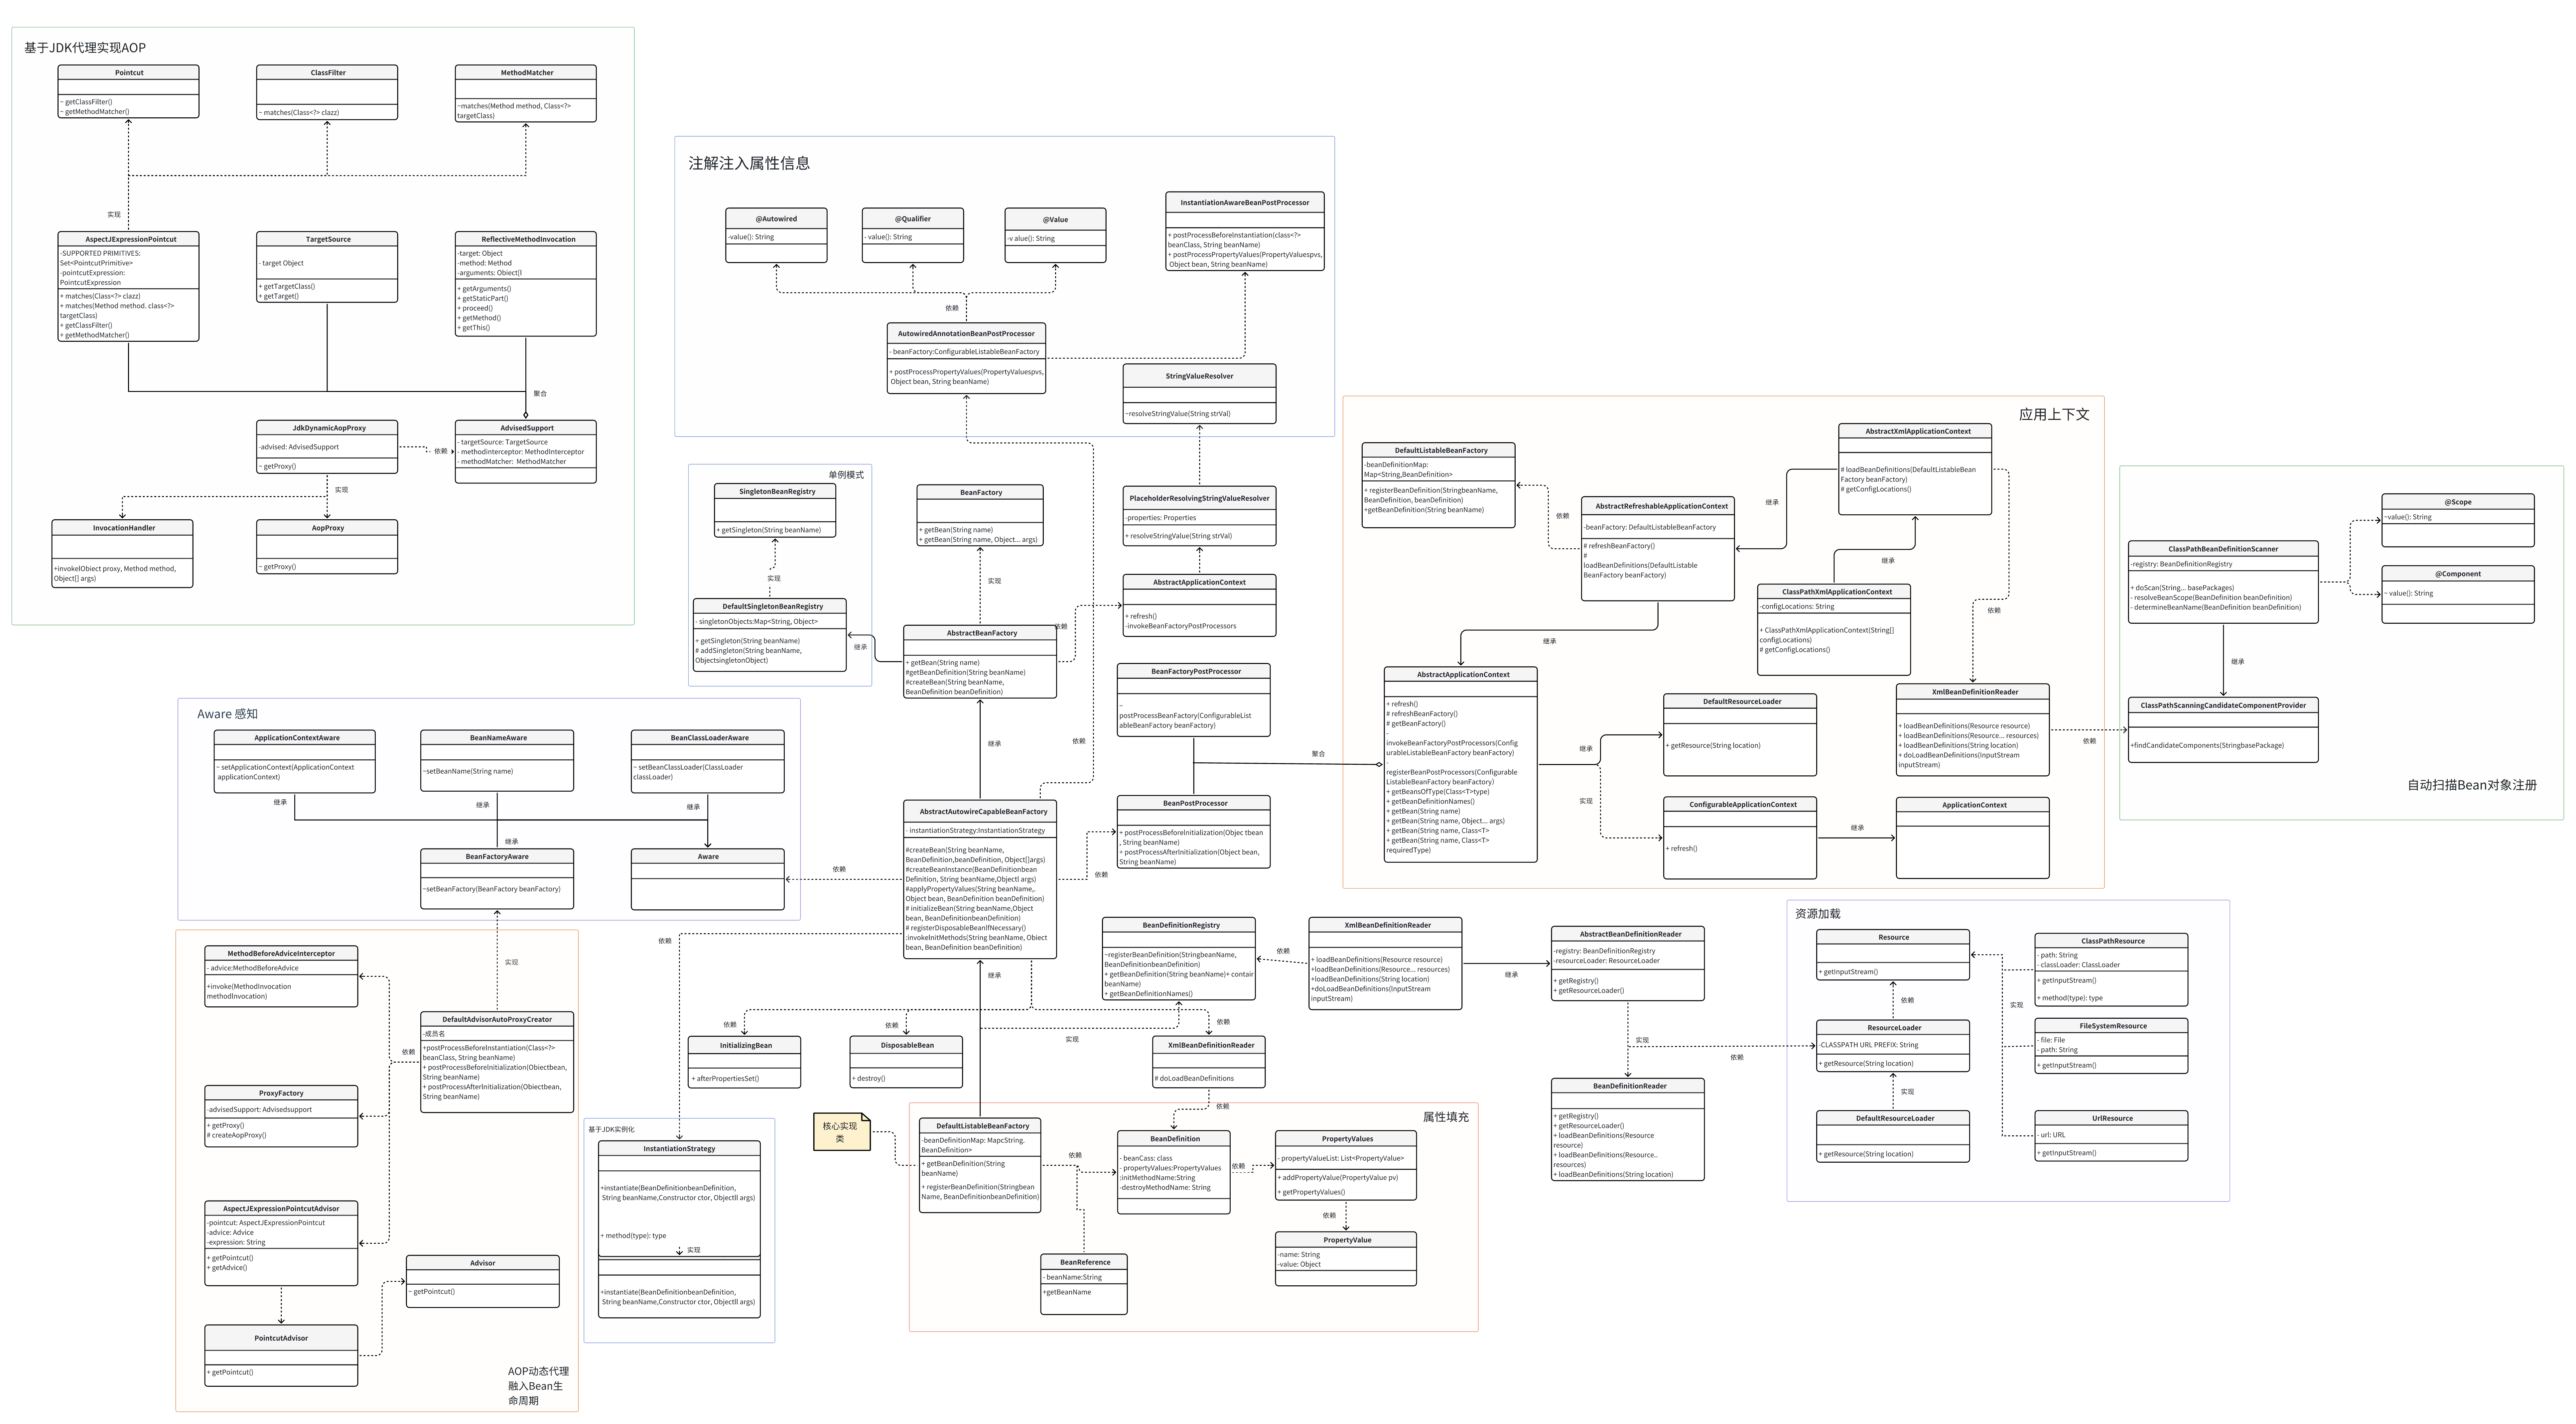 基于JDK代理实现AOP
Pointcut
~ getClassFilter()
~ getMethodMatcher()
ClassFilter
~ matches(Class<?> clazz)
MethodMatcher
~matches(Method method, Class<?>
targetClass)
实现
AspectJExpressionPointcut
-SUPPORTED PRIMITIVES:
Set<PointcutPrimitive>
-pointcutExpression:
PointcutExpression
+ matches(Class<?> clazz)
+ matches(Method method. class<?>
targetClass)
+ getClassFilter()
+ getMethodMatcher()
TargetSource
- target Object
+ getTargetClass()
+ getTarget()
ReflectiveMethodInvocation
-target: Object
-method: Method
-arguments: Obiect[l
+ getArguments()
+ getStaticPart()
+ proceed()
+ getMethod()
+ getThis()
聚合
JdkDynamicAopProxy
-advised: AdvisedSupport
~ getProxy()
依赖
AdvisedSupport
- targetSource: TargetSource
- methodinterceptor: MethodInterceptor
- methodMatcher: MethodMatcher
实现
InvocationHandler
+invokelObiect proxy, Method method,
Object[] args)
AopProxy
~ getProxy()
注解注入属性信息
@Autowired
-value(): String
@Qualifier
- value(): String
@Value
-v alue(): String
InstantiationAwareBeanPostProcessor
+ postProcessBeforeInstantiation(class<?>
beanClass, String beanName)
+ postProcessPropertyValues(PropertyValuespvs,
Object bean, String beanName)
依赖
AutowiredAnnotationBeanPostProcessor
- beanFactory:ConfigurableListableBeanFactory
+ postProcessPropertyValues(PropertyValuespvs,
Object bean, String beanName)
StringValueResolver
~resolveStringValue(String strVal)
单例模式
SingletonBeanRegistry
+ getSingleton(String beanName)
实现
DefaultSingletonBeanRegistry
- singletonObjects:Map<String, Object>
+ getSingleton(String beanName)
# addSingleton(String beanName,
ObjectsingletonObject)
继承
BeanFactory
+ getBean(String name)
+ getBean(String name, Object... args)
实现
AbstractBeanFactory
+ getBean(String name)
#getBeanDefinition(String beanName)
#createBean(String beanName,
BeanDefinition beanDefinition)
依赖
PlaceholderResolvingStringValueResolver
-properties: Properties
+ resolveStringValue(String strVal)
AbstractApplicationContext
+ refresh()
-invokeBeanFactoryPostProcessors
BeanFactoryPostProcessor
~
postProcessBeanFactory(ConfigurableList
ableBeanFactory beanFactory)
继承
依赖
聚合
BeanPostProcessor
+ postProcessBeforeInitialization(Objec tbean
, String beanName)
+ postProcessAfterInitialization(Object bean,
String beanName)
依赖
应用上下文
DefaultListableBeanFactory
-beanDefinitionMap:
Map<String,BeanDefinition>
+ registerBeanDefinition(StringbeanName,
BeanDefinition, beanDefinition)
+getBeanDefinition(String beanName)
依赖
AbstractRefreshableApplicationContext
-beanFactory: DefaultListableBeanFactory
# refreshBeanFactory()
#
loadBeanDefinitions(DefaultListable
BeanFactory beanFactory)
继承
AbstractXmlApplicationContext
# loadBeanDefinitions(DefaultListableBean
Factory beanFactory)
# getConfigLocations()
继承
ClassPathXmlApplicationContext
-configLocations: String
+ ClassPathXmlApplicationContext(String[]
configLocations)
# getConfigLocations()
依赖
继承
AbstractApplicationContext
+ refresh()
# refreshBeanFactory()
# getBeanFactory()
-
invokeBeanFactoryPostProcessors(Config
urableListableBeanFactory beanFactory)
-
registerBeanPostProcessors(Configurable
ListableBeanFactory beanFactory)
+ getBeansOfType(Class<T>type)
+ getBeanDefinitionNames()
+ getBean(String name)
+ getBean(String name, Object... args)
+ getBean(String name, Class<T>
+ getBean(String name, Class<T>
requiredType)
继承
实现
DefaultResourceLoader
+ getResource(String location)
XmlBeanDefinitionReader
+ loadBeanDefinitions(Resource resource)
+ loadBeanDefinitions(Resource... resources)
+ loadBeanDefinitions(String location)
+ doLoadBeanDefinitions(InputStream
inputStream)
ConfigurableApplicationContext
+ refresh()
继承
ApplicationContext
依赖
@Scope
~value(): String
@Component
~ value(): String
ClassPathBeanDefinitionScanner
-registry: BeanDefinitionRegistry
+ doScan(String... basePackages)
- resolveBeanScope(BeanDefinition beanDefinition)
- determineBeanName(BeanDefinition beanDefinition)
继承
ClassPathScanningCandidateComponentProvider
+findCandidateComponents(StringbasePackage)
自动扫描Bean对象注册
Aware 感知
ApplicationContextAware
~ setApplicationContext(ApplicationContext
applicationContext)
BeanNameAware
~setBeanName(String name)
BeanClassLoaderAware
~ setBeanClassLoader(ClassLoader
classLoader)
继承
继承
继承
继承
BeanFactoryAware
~setBeanFactory(BeanFactory beanFactory)
Aware
依赖
AbstractAutowireCapableBeanFactory
- instantiationStrategy:InstantiationStrategy
#createBean(String beanName,
BeanDefinition,beanDefinition, Object[]args)
#createBeanInstance(BeanDefinitionbean
Definition, String beanName,Objectl args)
#applyPropertyValues(String beanName,.
Object bean, BeanDefinition beanDefinition)
# initializeBean(String beanName,Object
bean, BeanDefinitionbeanDefinition)
# registerDisposableBeanIfNecessary()
:invokeInitMethods(String beanName, Object
bean, BeanDefinition beanDefinition)
依赖
继承
实现
MethodBeforeAdviceInterceptor
- advice:MethodBeforeAdvice
+invoke(MethodInvocation
methodInvocation)
DefaultAdvisorAutoProxyCreator
-成员名
+postProcessBeforeInstantiation(Class<?>
beanClass, String beanName)
+ postProcessBeforeInitialization(Obiectbean,
String beanName)
+ postProcessAfterInitialization(Obiectbean,
String beanName)
依赖
ProxyFactory
-advisedSupport: Advisedsupport
+ getProxy()
# createAopProxy()
AspectJExpressionPointcutAdvisor
-pointcut: AspectJExpressionPointcut
-advice: Advice
-expression: String
+ getPointcut()
+ getAdvice()
Advisor
~ getPointcut()
PointcutAdvisor
+ getPointcut()
AOP动态代理
融入Bean生
命周期
依赖
InitializingBean
+ afterPropertiesSet()
依赖
DisposableBean
+ destroy()
实现
依赖
XmlBeanDefinitionReader
# doLoadBeanDefinitions
依赖
BeanDefinitionRegistry
~registerBeanDefinition(StringbeanName,
BeanDefinitionbeanDefinition)
+ getBeanDefinition(String beanName)+ contair
beanName)
+ getBeanDefinitionNames()
依赖
XmlBeanDefinitionReader
+ loadBeanDefinitions(Resource resource)
+loadBeanDefinitions(Resource... resources)
+loadBeanDefinitions(String location)
+doLoadBeanDefinitions(InputStream
inputStream)
继承
AbstractBeanDefinitionReader
-registry: BeanDefinitionRegistry
-resourceLoader: ResourceLoader
+ getRegistry()
+ getResourceLoader()
实现
依赖
BeanDefinitionReader
+ getRegistry()
+ getResourceLoader()
+ loadBeanDefinitions(Resource
resource)
+ loadBeanDefinitions(Resource..
resources)
+ loadBeanDefinitions(String location)
资源加载
Resource
+ getInputStream()
依赖
ResourceLoader
-CLASSPATH URL PREFIX: String
+ getResource(String location)
实现
DefaultResourceLoader
+ getResource(String location)
实现
ClassPathResource
- path: String
- classLoader: ClassLoader
+ getInputStream()
+ method(type): type
FileSystemResource
- file: File
- path: String
+ getInputStream()
UrlResource
- url: URL
+ getInputStream()
基于JDK实例化
InstantiationStrategy
+instantiate(BeanDefinitionbeanDefinition,
String beanName,Constructor ctor, Objectll args)
+ method(type): type
实现
+instantiate(BeanDefinitionbeanDefinition,
String beanName,Constructor ctor, Objectll args)
核心实现
类
属性填充
DefaultListableBeanFactory
-beanDefinitionMap: MapcString.
BeanDefinition>
+ getBeanDefinition(String
beanName)
+ registerBeanDefinition(Stringbean
Name, BeanDefinitionbeanDefinition)
依赖
BeanDefinition
- beanCass: class
- propertyValues:PropertyValues
:initMethodName:String
-destroyMethodName: String
依赖
PropertyValues
- propertyValueList: List<PropertyValue>
+ addPropertyValue(PropertyValue pv)
+ getPropertyValues()
依赖
PropertyValue
-name: String
-value: Object
BeanReference
- beanName:String
+getBeanName